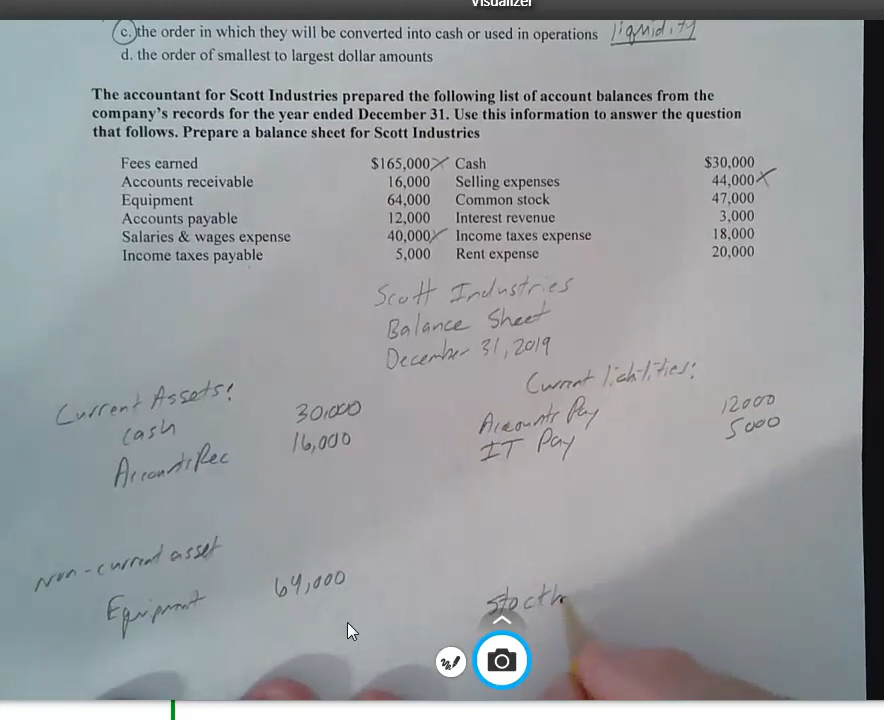 Visualizer
c. the order in which they will be converted into cash or used in operations liquidity
d. the order of smallest to largest dollar amounts
The accountant for Scott Industries prepared the following list of account balances from the
company's records for the year ended December 31. Use this information to answer the question
that follows. Prepare a balance sheet for Scott Industries
Fees earned $165,000 Cash $30,000
Accounts receivable 16,000 Selling expenses 44,000
Equipment 64,000 Common stock 47,000
Accounts payable 12,000 Interest revenue 3,000
Salaries & wages expense 40,000 Income taxes expense 18,000
Income taxes payable 5,000 Rent expense 20,000
Scott Industries
Balance Sheet
December 31, 2019
Current Assets: Current liabilities:
Cash 30,000 Accounts Pay 12000
Accounts Rec 16,000 IT Pay 5000
Non-current asset
Equipment 64,000
Stockh